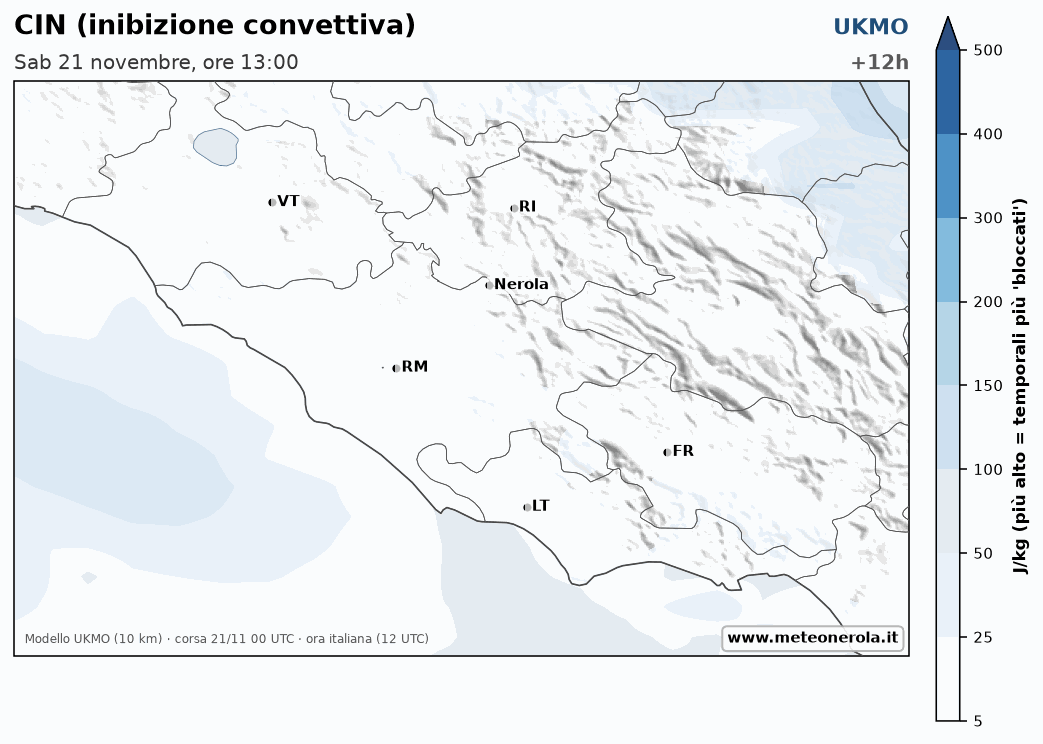 CIN (inibizione convettiva)
UKMO
Sab 21 novembre, ore 13:00
+12h
VT
RI
Nerola
RM
FR
LT
Modello UKMO (10 km) · corsa 21/11 00 UTC · ora italiana (12 UTC)
www.meteonerola.it
500
400
300
200
150
100
50
25
5
J/kg (più alto = temporali più 'bloccati')